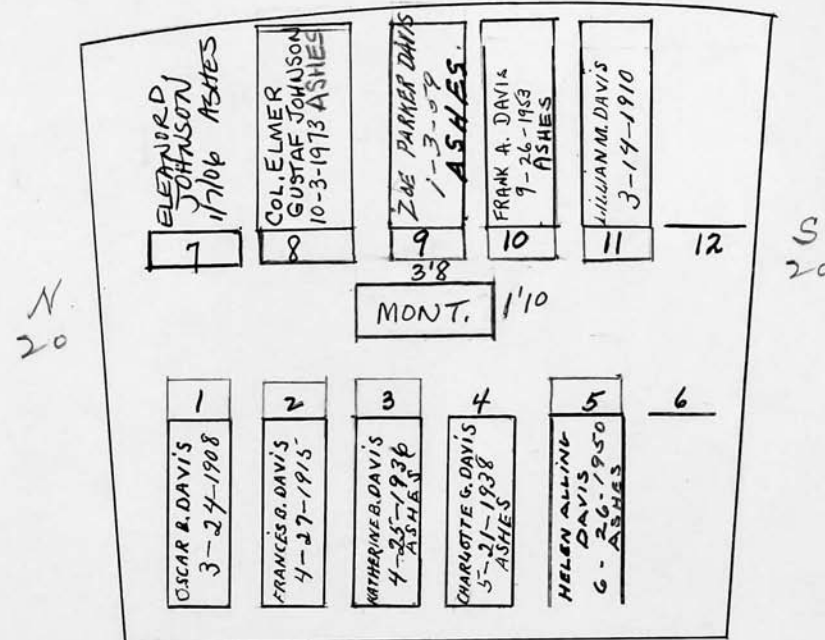 ELEANOR D.
JOHNSON
1/7/06 ASHES
7
COL. ELMER
GUSTAF JOHNSON
10-3-1973 ASHES
8
ZOE PARKER DAVIS
1-3-59
ASHES.
9
FRANK A. DAVIS
9-26-1953
ASHES
10
LILLIAN M. DAVIS
3-14-1910
11
12
S
20
N
20
3'8
MONT.
1'10
1
OSCAR B. DAVIS
3-24-1908
2
FRANCES B. DAVIS
4-27-1915
3
KATHERINE B. DAVIS
4-25-1936
ASHES
4
CHARLOTTE G. DAVIS
5-21-1938
ASHES
5
HELEN ALLING
DAVIS
6-26-1950
ASHES
6